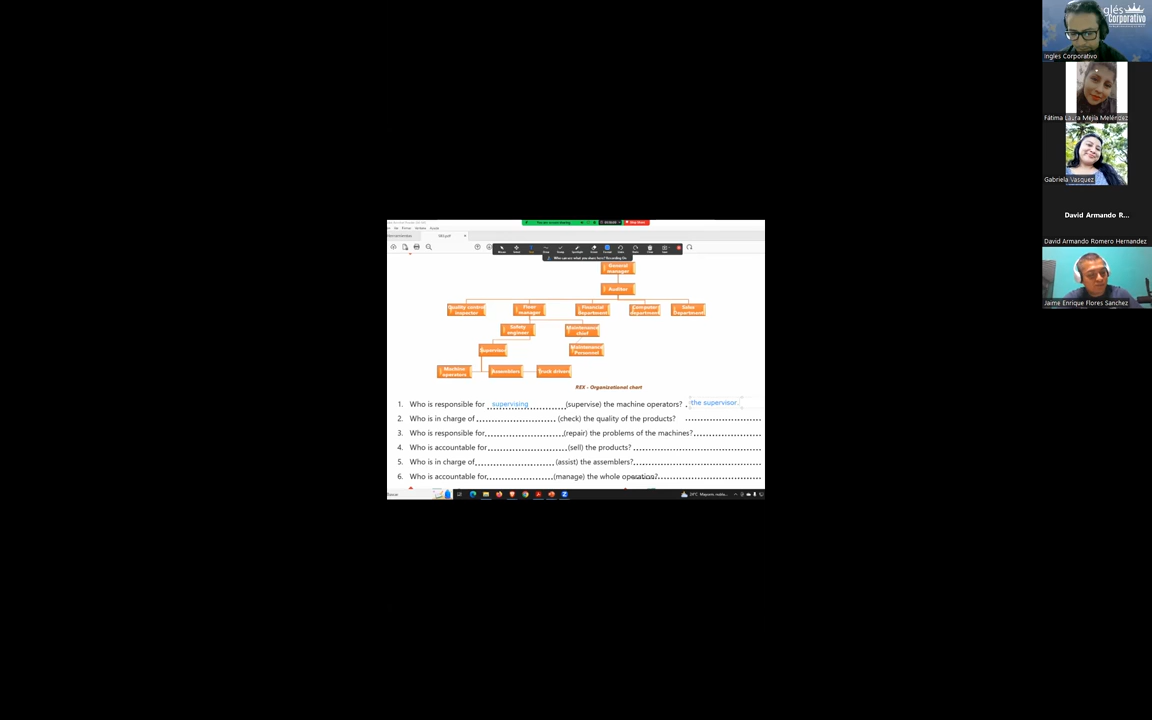 glés
Corporativo
Ingles Corporativo
Fátima Laura Mejía Meléndez
Gabriela Vasquez
David Armando R...
David Armando Romero Hernandez
Jaime Enrique Flores Sanchez
General
manager
Auditor
Quality control
inspector
Floor
manager
Financial
Department
Computer
department
Sales
Department
Safety
engineer
Maintenance
chief
Supervisor
Maintenance
Personnel
Machine
operators
Assemblers
Truck drivers
REX - Organizational chart
1. Who is responsible for supervising (supervise) the machine operators? the supervisor.
2. Who is in charge of (check) the quality of the products?
3. Who is responsible for (repair) the problems of the machines?
4. Who is accountable for (sell) the products?
5. Who is in charge of (assist) the assemblers?
6. Who is accountable for (manage) the whole operation?